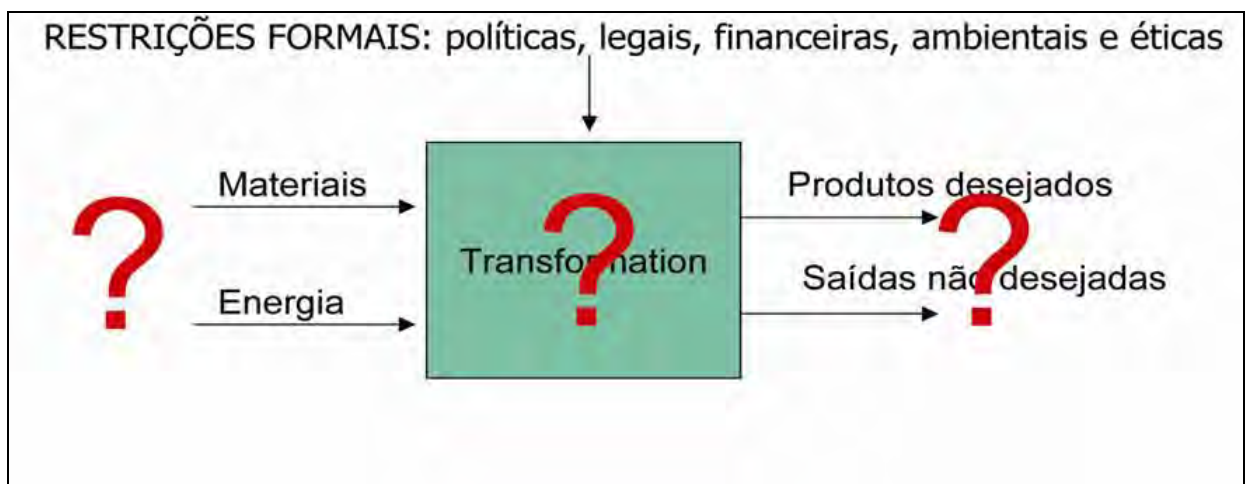 RESTRIÇÕES FORMAIS: políticas, legais, financeiras, ambientais e éticas
Materiais
Produtos desejados
?
Transformation
?
?
Energia
Saídas não desejadas